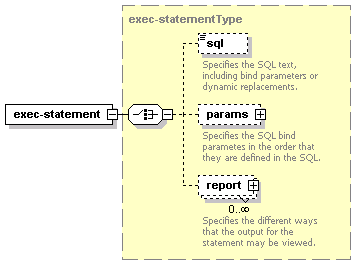 exec-statementType
sql
Specifies the SQL text,
including bind parameters or
dynamic replacements.
exec-statement
params
Specifies the SQL bind
parametes in the order that
they are defined in the SQL.
report
0..∞
Specifies the different ways
that the output for the
statement may be viewed.